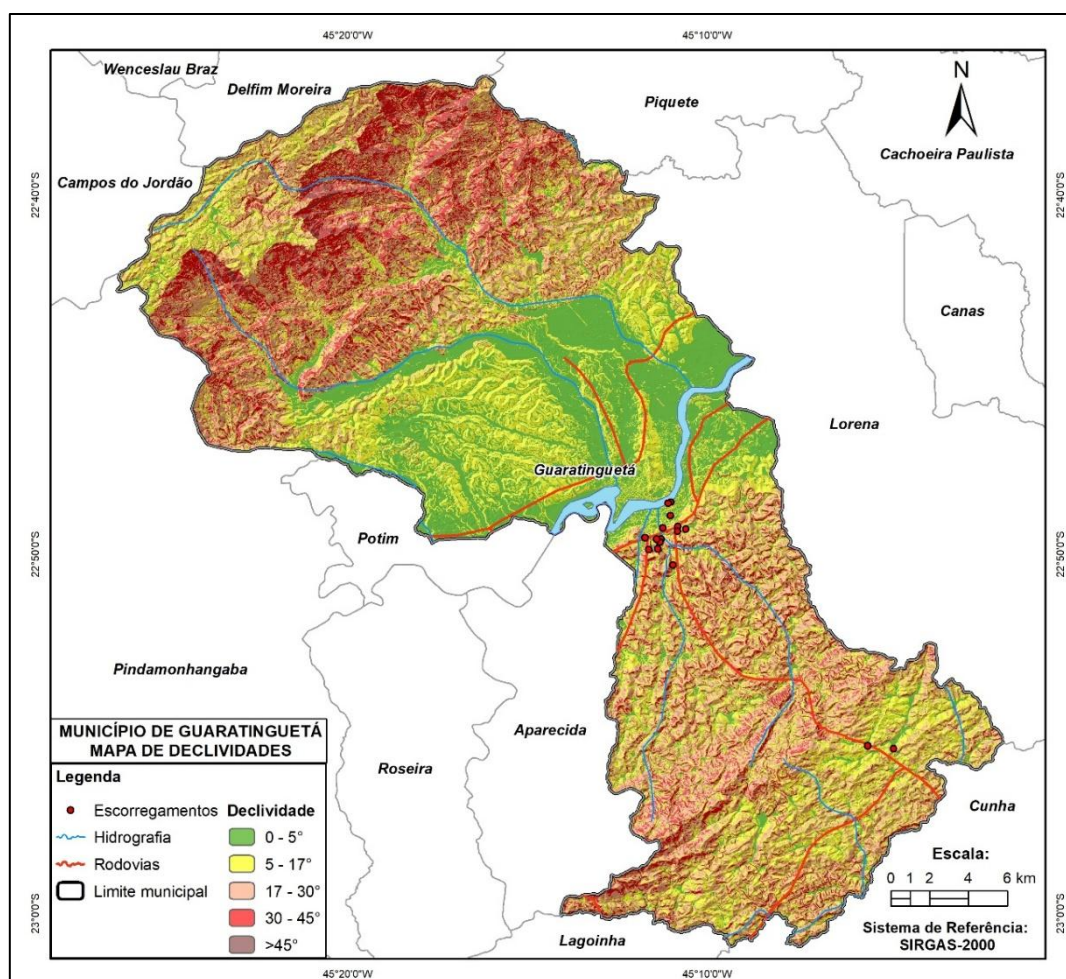 45°20'0"W
45°10'0"W
Wenceslau Braz
Delfim Moreira
Piquete
N
Cachoeira Paulista
Campos do Jordão
22°40'0"S
22°40'0"S
Canas
Lorena
Guaratinguetá
Potim
22°50'0"S
22°50'0"S
Pindamonhangaba
Aparecida
Roseira
Cunha
Lagoinha
MUNICÍPIO DE GUARATINGUETÁ
MAPA DE DECLIVIDADES
Legenda
Escorregamentos
Hidrografia
Rodovias
Limite municipal
Declividade
0 - 5°
5 - 17°
17 - 30°
30 - 45°
>45°
Escala:
0 1 2 4 6 km
Sistema de Referência:
SIRGAS-2000
23°0'0"S
23°0'0"S
45°20'0"W
45°10'0"W